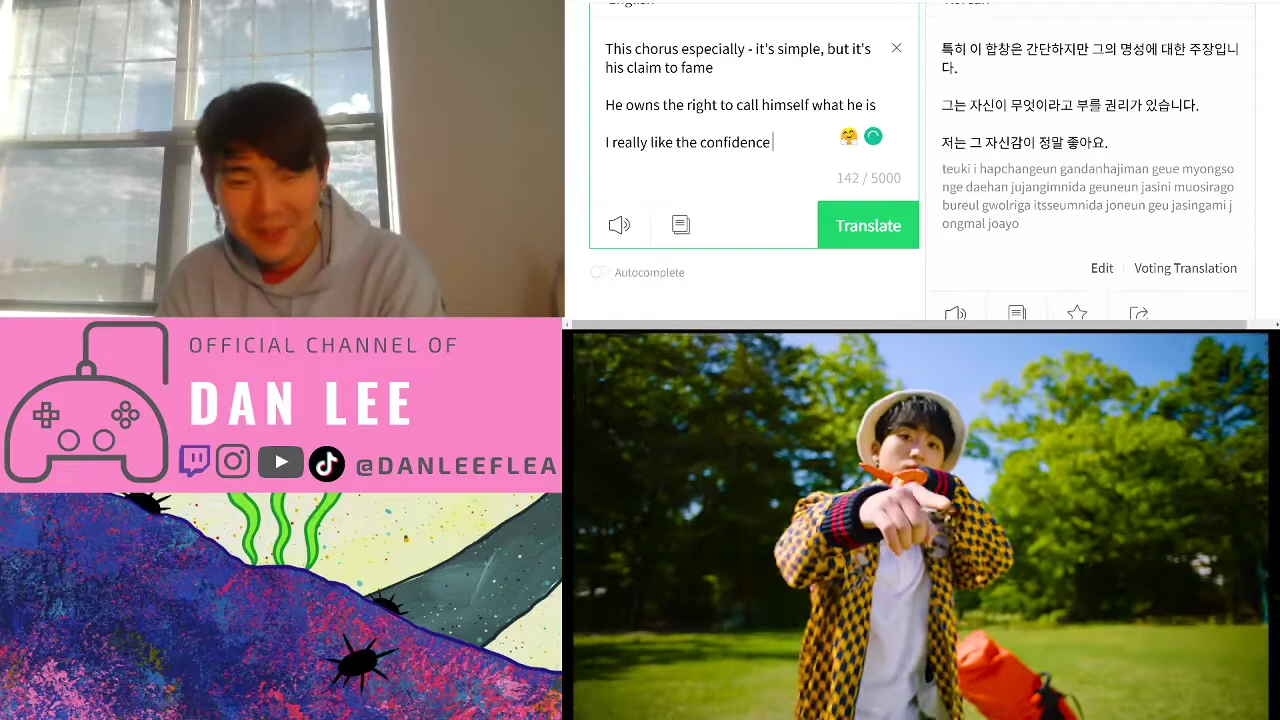 This chorus especially - it's simple, but it's
his claim to fame
He owns the right to call himself what he is
I really like the confidence
142 / 5000
Translate
Autocomplete
특히 이 합창은 간단하지만 그의 명성에 대한 주장입니
다.
그는 자신이 무엇이라고 부를 권리가 있습니다.
저는 그 자신감이 정말 좋아요.
teuki i hapchangeun gandanhajiman geue myongso
nge daehan jujangimnida geuneun jasini muosirago
bureul gwolriga itsseumnida joneun geu jasingami j
ongmal joayo
Edit
Voting Translation
OFFICIAL CHANNEL OF
DAN LEE
@DANLEEFLEA